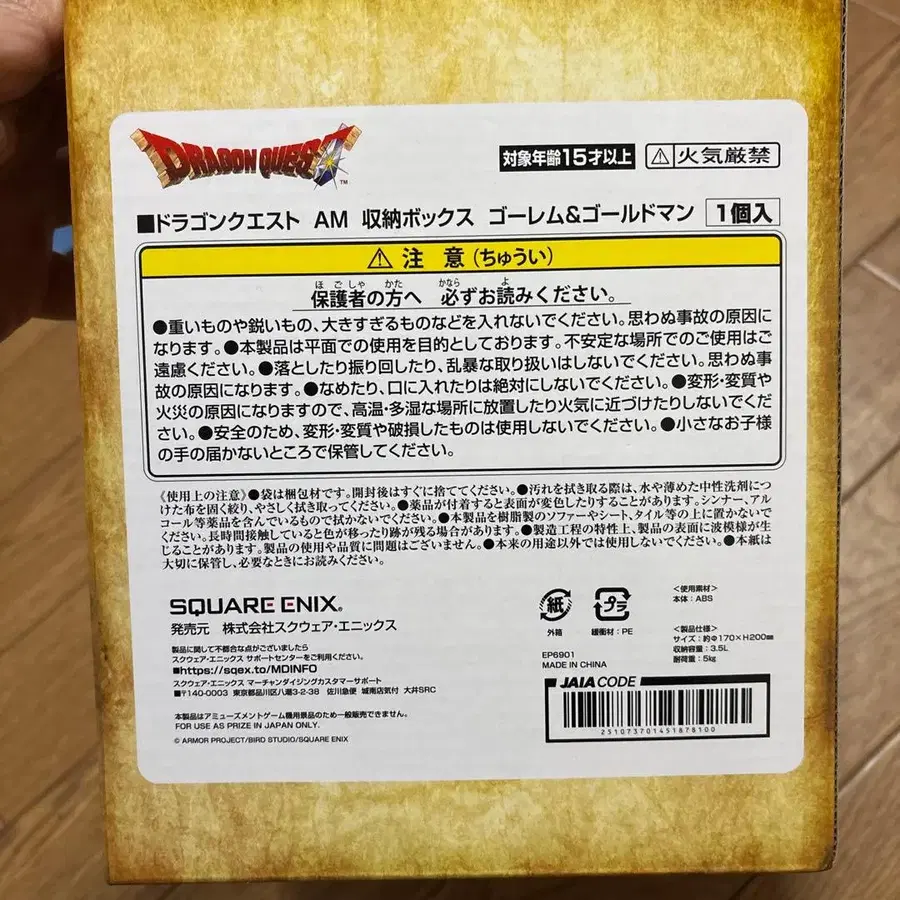 DRAGON QUEST™
対象年齢15才以上
⚠火気厳禁
■ドラゴンクエスト AM 収納ボックス ゴーレム&ゴールドマン
1個入
⚠ 注 意(ちゅうい)
保護者の方へ 必ずお読みください。
●重いものや鋭いもの、大きすぎるものなどを入れないでください。思わぬ事故の原因に
なります。●本製品は平面での使用を目的としております。不安定な場所でのご使用はご
遠慮ください。●落としたり振り回したり、乱暴な取り扱いはしないでください。思わぬ事
故の原因になります。●なめたり、口に入れたりは絶対にしないでください。●変形・変質や
火災の原因になりますので、高温・多湿な場所に放置したり火気に近づけたりしないでくだ
さい。●安全のため、変形・変質や破損したものは使用しないでください。●小さなお子様
の手の届かないところで保管してください。
《使用上の注意》●袋は梱包材です。開封後はすぐに捨ててください。●汚れを拭き取る際は、水や薄めた中性洗剤につ
けた布を固く絞り、やさしく拭き取ってください。●薬品が付着すると表面が変色したりすることがあります。シンナー、アル
コール等薬品を含んでいるもので拭かないでください。●本製品を樹脂製のソファーやシート、タイル等の上に置かないで
ください。長時間接触していると色が移ったり跡が残る場合があります。●製造工程の特性上、製品の表面に波模様が生
じることがあります。製品の使用や品質に問題はございません。●本来の用途以外では使用しないでください。●本紙は
大切に保管し、必要なときにお読みください。
SQUARE ENIX®
発売元 株式会社スクウェア・エニックス
製品に関して不都合な点がございましたら
スクウェア・エニックス サポートセンターをご利用ください。
■https://sqex.to/MDINFO
スクウェア・エニックス マーチャンダイジングカスタマーサポート
■〒140-0003 東京都品川区八潮3-2-38 佐川急便 城南店気付 大井SRC
本製品はアミューズメントゲーム機用景品のため一般販売できません。
FOR USE AS PRIZE IN JAPAN ONLY.
© ARMOR PROJECT/BIRD STUDIO/SQUARE ENIX
紙
外箱
プラ
緩衝材:PE
EP6901
MADE IN CHINA
<使用素材>
本体:ABS
<製品仕様>
サイズ:約Φ170×H200mm
収納容量:3.5L
耐荷重:5kg
JAIA CODE
2510737014518781​00